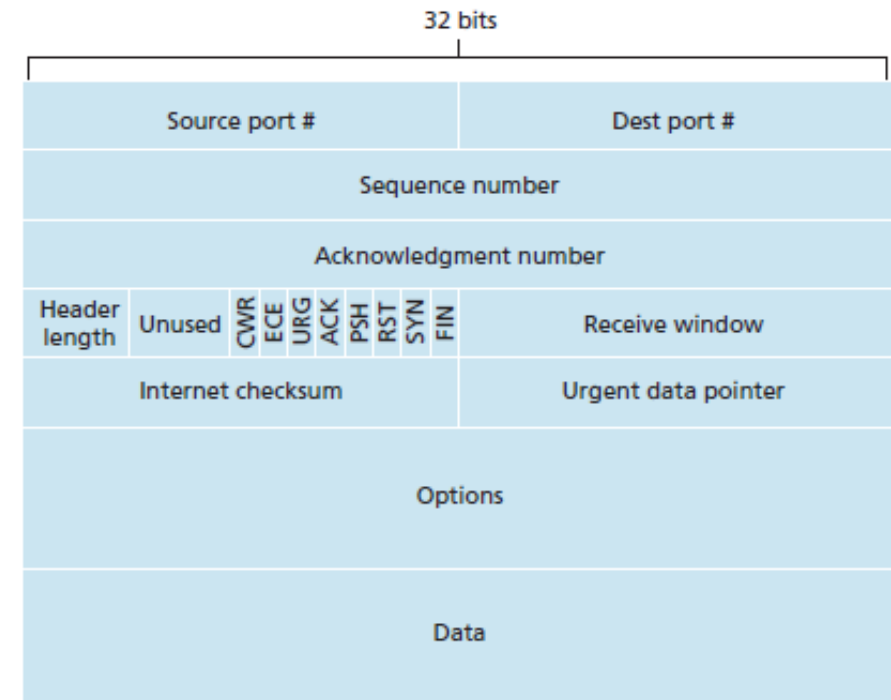 32 bits
Source port #
Dest port #
Sequence number
Acknowledgment number
Header
length
Unused
CWR
ECE
URG
ACK
PSH
RST
SYN
FIN
Receive window
Internet checksum
Urgent data pointer
Options
Data